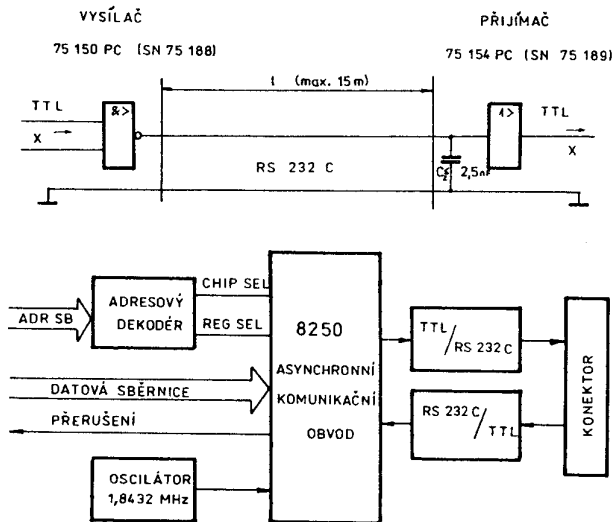 VYSÍLAČ
75 150 PC (SN 75 188)
PŘIJÍMAČ
75 154 PC (SN 75 189)
l (max. 15 m)
TTL
X
&>
1>
TTL
X
RS 232 C
2,5nF
ADR SB
ADRESOVÝ
DEKODÉR
CHIP SEL
REG SEL
DATOVÁ SBĚRNICE
PŘERUŠENÍ
OSCILÁTOR
1,8432 MHz
8250
ASYNCHRONNÍ
KOMUNIKAČNÍ
OBVOD
TTL
/RS 232 C
RS 232 C
/TTL
KONEKTOR